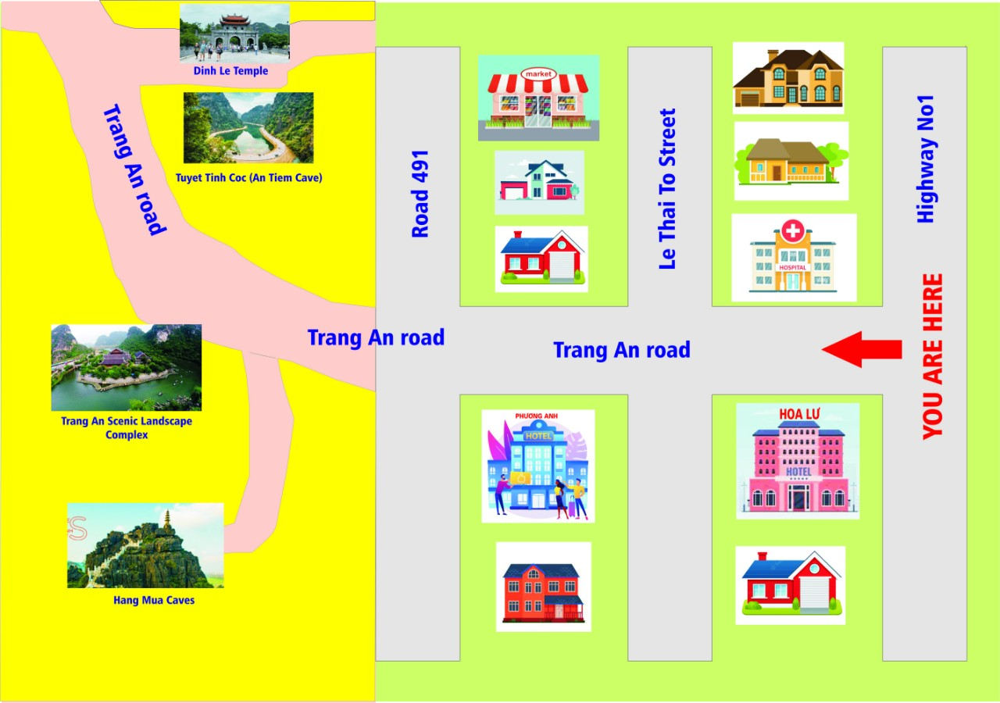 Dinh Le Temple
Tuyet Tinh Coc (An Tiem Cave)
Trang An road
Trang An Scenic Landscape
Complex
Hang Mua Caves
Trang An road
Road 491
market
Le Thai To Street
HOSPITAL
Highway No1
Trang An road
YOU ARE HERE
PHƯƠNG ANH
HOTEL
HOA LƯ
HOTEL